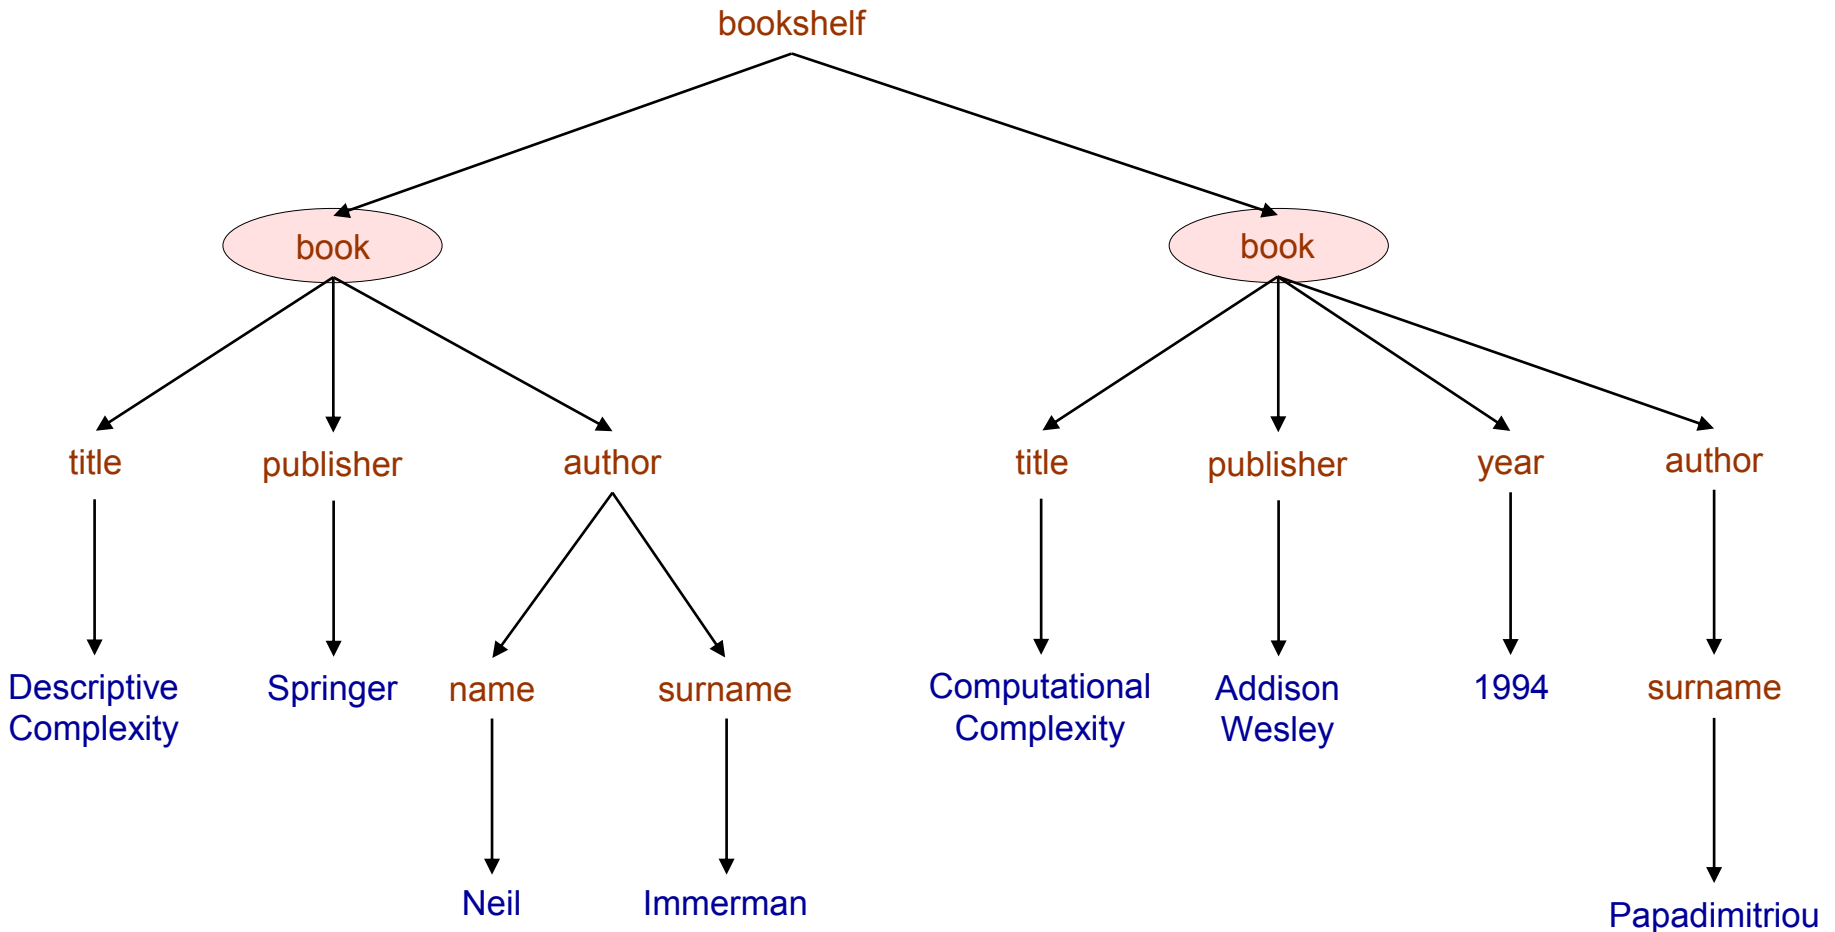 bookshelf
book
book
title
publisher
author
title
publisher
year
author
Descriptive
Complexity
Springer
name
surname
Computational
Complexity
Addison
Wesley
1994
surname
Neil
Immerman
Papadimitriou